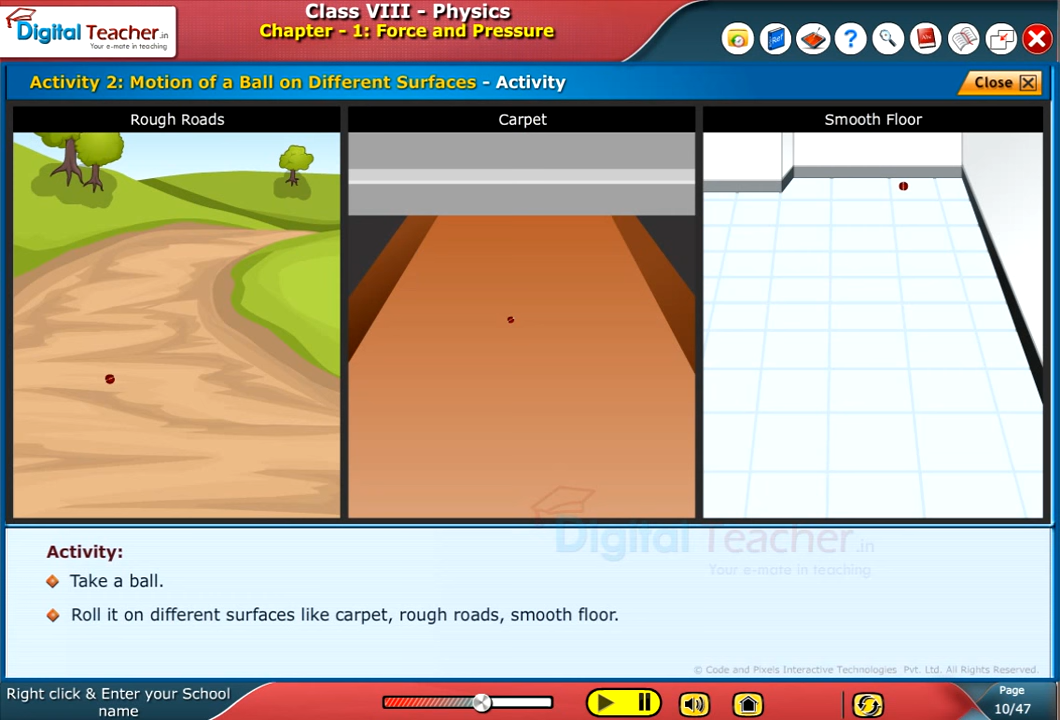 Digital Teacher.in
Your e-mate in teaching
Class VIII - Physics
Chapter - 1: Force and Pressure
Ref
Abc
Activity 2: Motion of a Ball on Different Surfaces - Activity
Close
Rough Roads
Carpet
Smooth Floor
Activity:
Take a ball.
Roll it on different surfaces like carpet, rough roads, smooth floor.
Digital Teacher.in
Your e-mate in teaching
© Code and Pixels Interactive Technologies Pvt. Ltd. All Rights Reserved.
Right click & Enter your School
name
Page
10/47